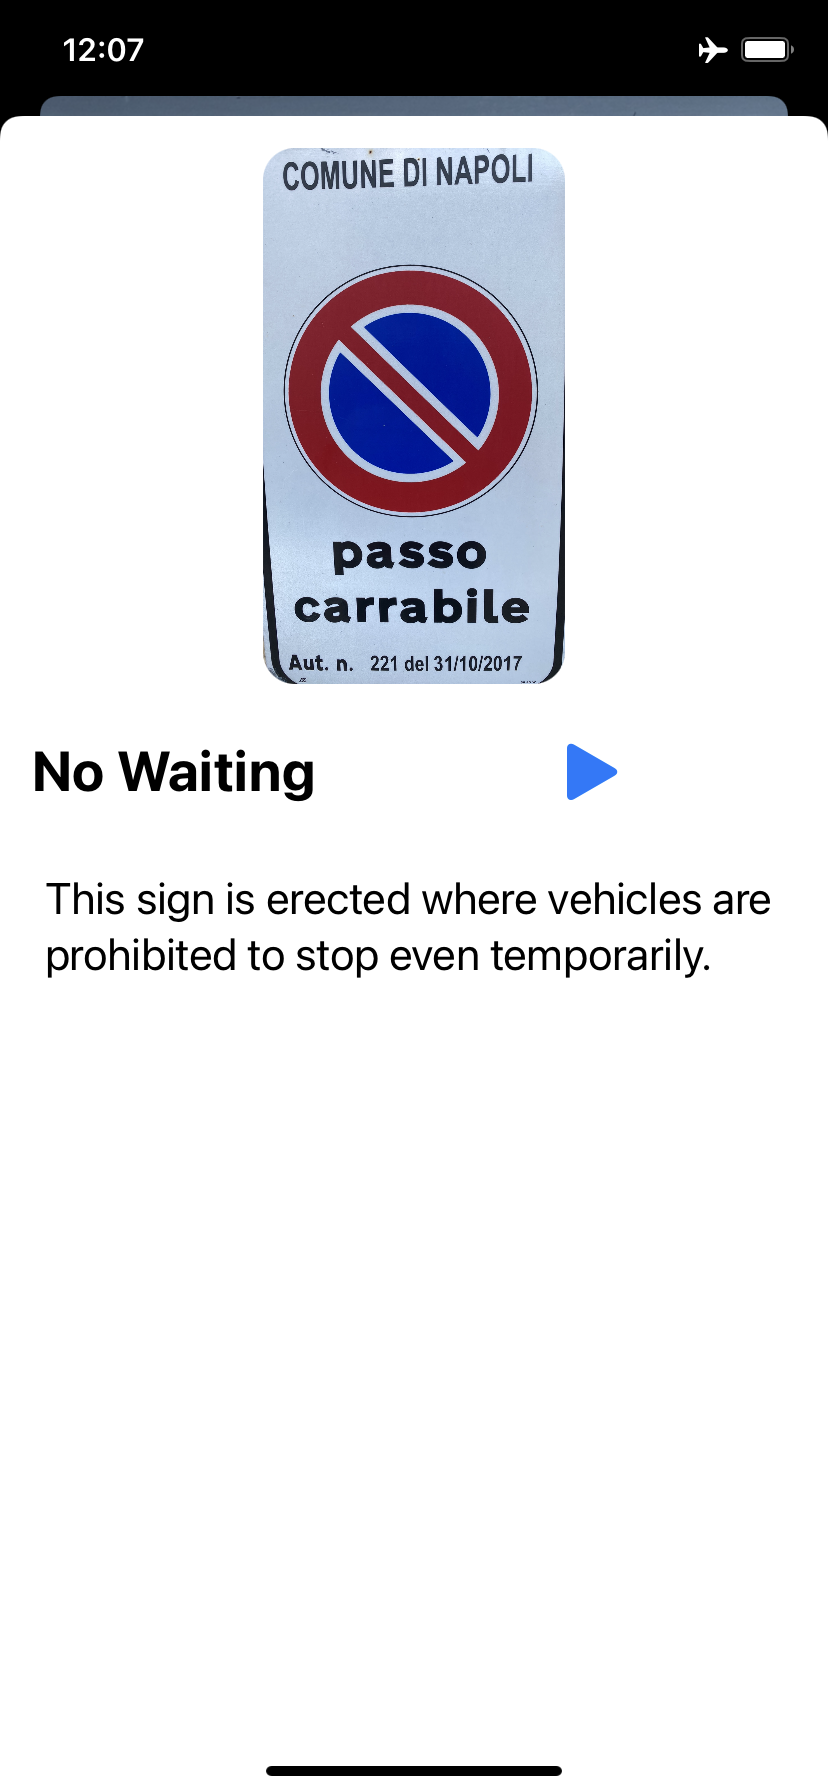 12:07
COMUNE DI NAPOLI
passo
carrabile
Aut. n. 221 del 31/10/2017
No Waiting
This sign is erected where vehicles are
prohibited to stop even temporarily.